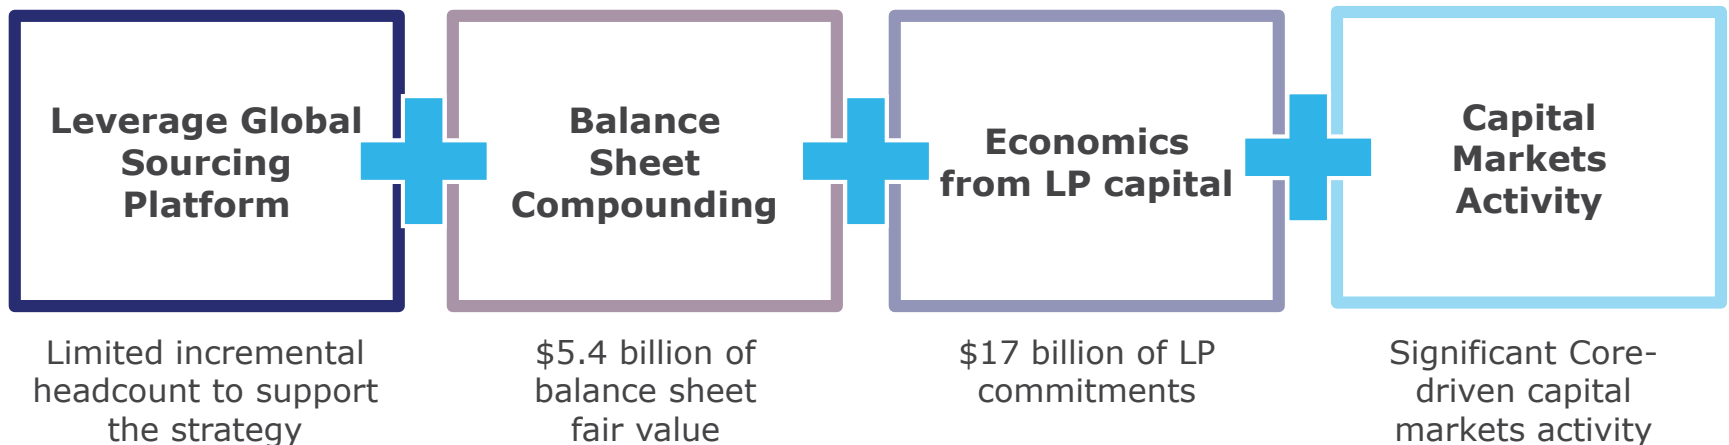 Leverage Global
Sourcing
Platform
Limited incremental
headcount to support
the strategy
Balance
Sheet
Compounding
$5.4 billion of
balance sheet
fair value
Economics
from LP capital
$17 billion of LP
commitments
Capital
Markets
Activity
Significant Core-
driven capital
markets activity